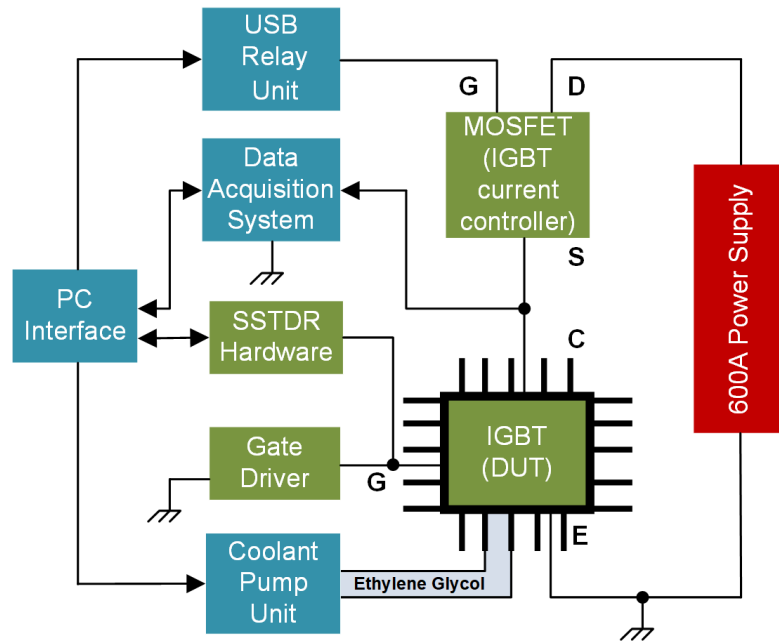 USB
Relay
Unit
G
D
MOSFET
(IGBT
current
controller)
S
Data
Acquisition
System
600A Power Supply
PC
Interface
SSTDR
Hardware
C
IGBT
(DUT)
Gate
Driver
G
E
Coolant
Pump
Unit
Ethylene Glycol